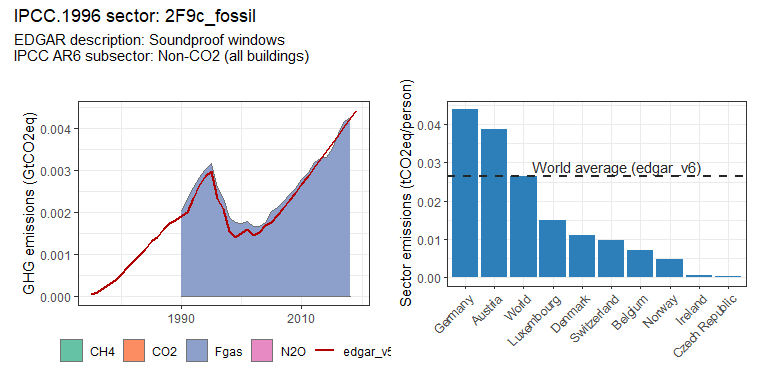 IPCC.1996 sector: 2F9c_fossil
EDGAR description: Soundproof windows
IPCC AR6 subsector: Non-CO2 (all buildings)
GHG emissions (GtCO2eq)
0.004
0.003
0.002
0.001
0.000
1990
2010
CH4
CO2
Fgas
N2O
edgar_v6
Sector emissions (tCO2eq/person)
0.04
0.03
0.02
0.01
0.00
World average (edgar_v6)
Germany
Austria
World
Luxembourg
Denmark
Switzerland
Belgium
Norway
Ireland
Czech Republic